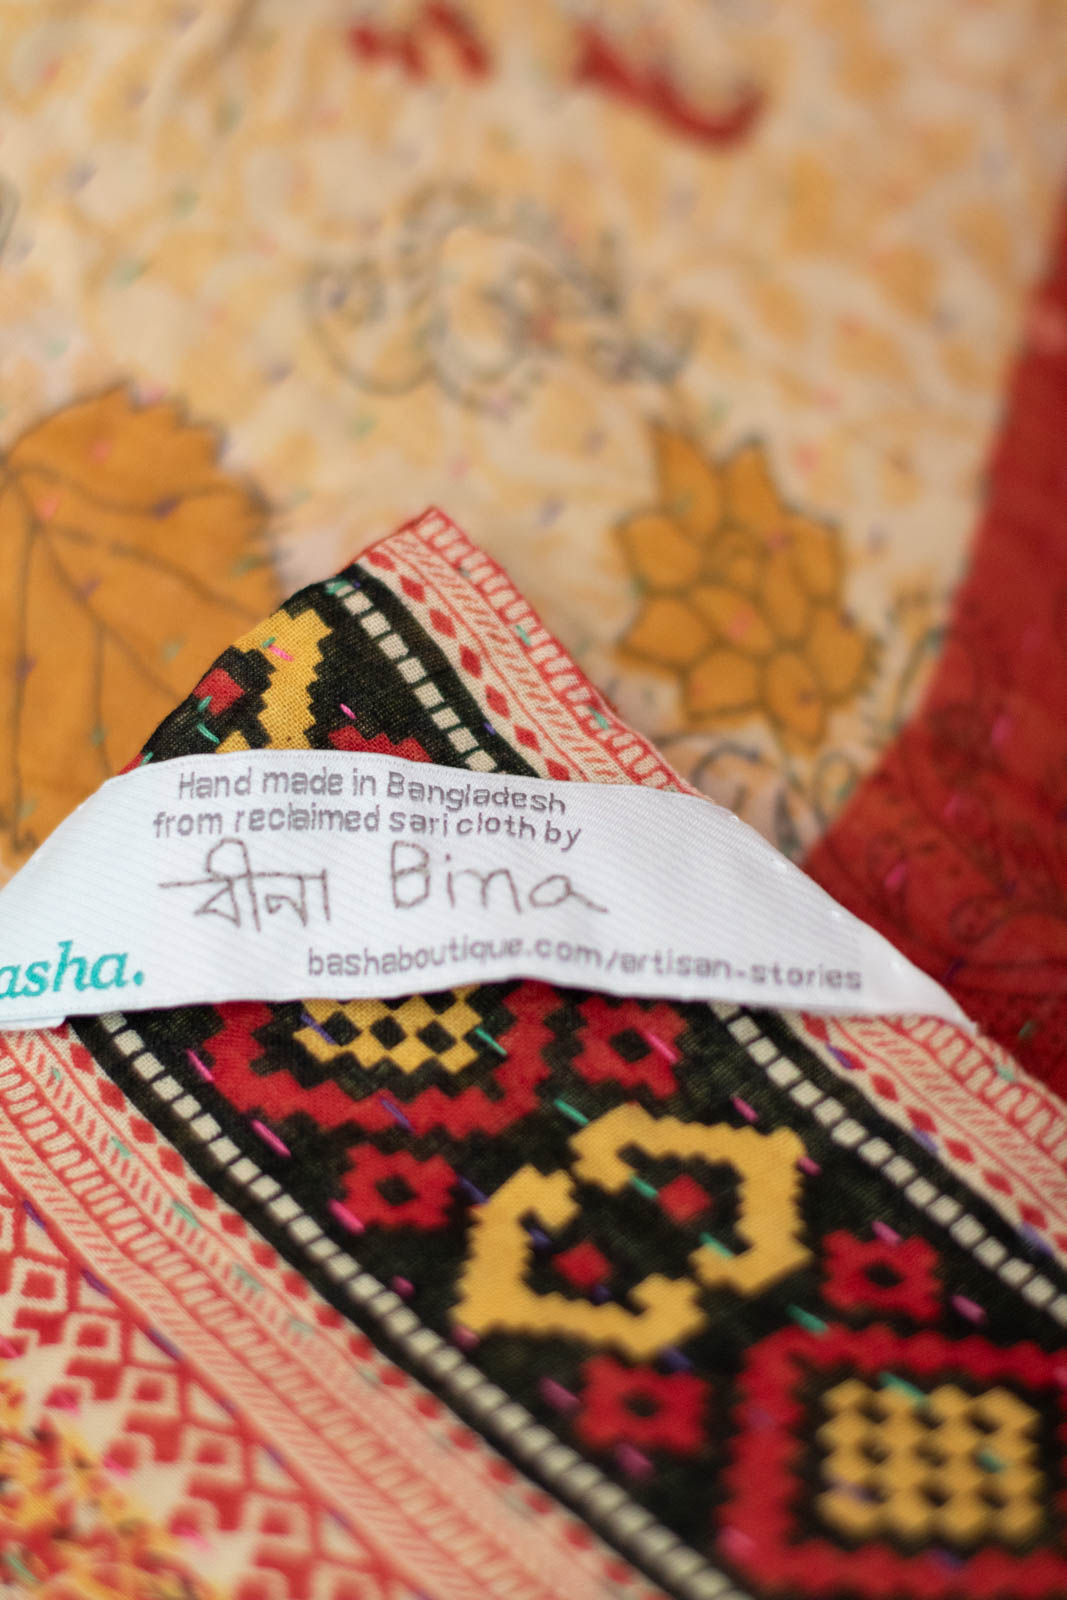 Hand made in Bangladesh
from reclaimed sari cloth by
বীনা Bina
asha.
bashaboutique.com/artisan-stories